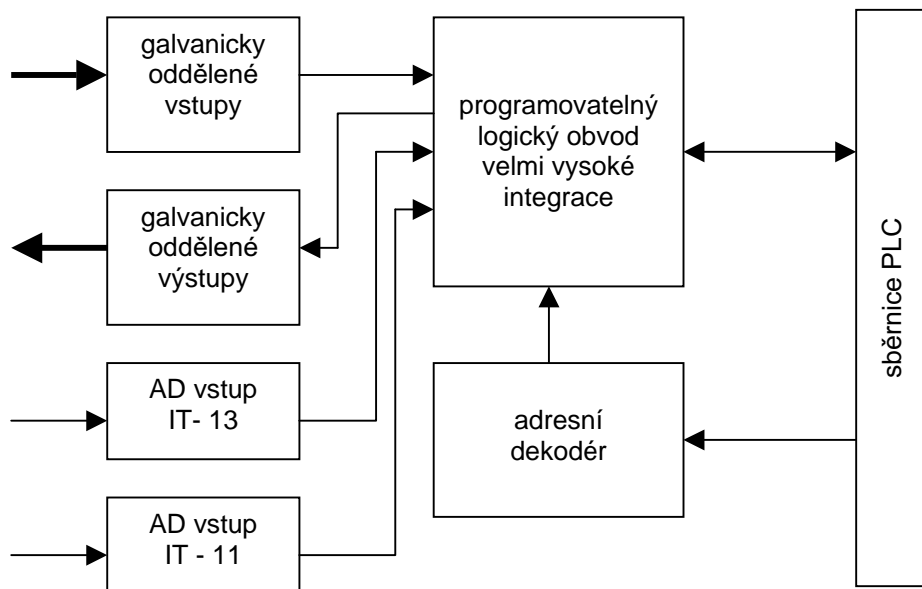 galvanicky
oddělené
vstupy
programovatelný
logický obvod
velmi vysoké
integrace
galvanicky
oddělené
výstupy
AD vstup
IT- 13
AD vstup
IT - 11
adresní
dekodér
sběrnice PLC